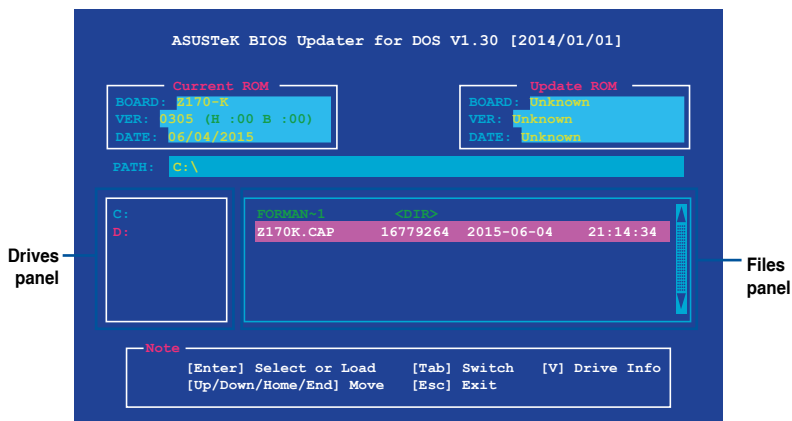 ASUSTeK BIOS Updater for DOS V1.30 [2014/01/01]
Current ROM
BOARD: Z170-K
VER: 0305 (H :00 B :00)
DATE: 06/04/2015
Update ROM
BOARD: Unknown
VER: Unknown
DATE: Unknown
PATH: C:\
Drives panel
C:
D:
FORMAN~1 <DIR>
Z170K.CAP 16779264 2015-06-04 21:14:34
Files panel
Note
[Enter] Select or Load [Tab] Switch [V] Drive Info
[Up/Down/Home/End] Move [Esc] Exit